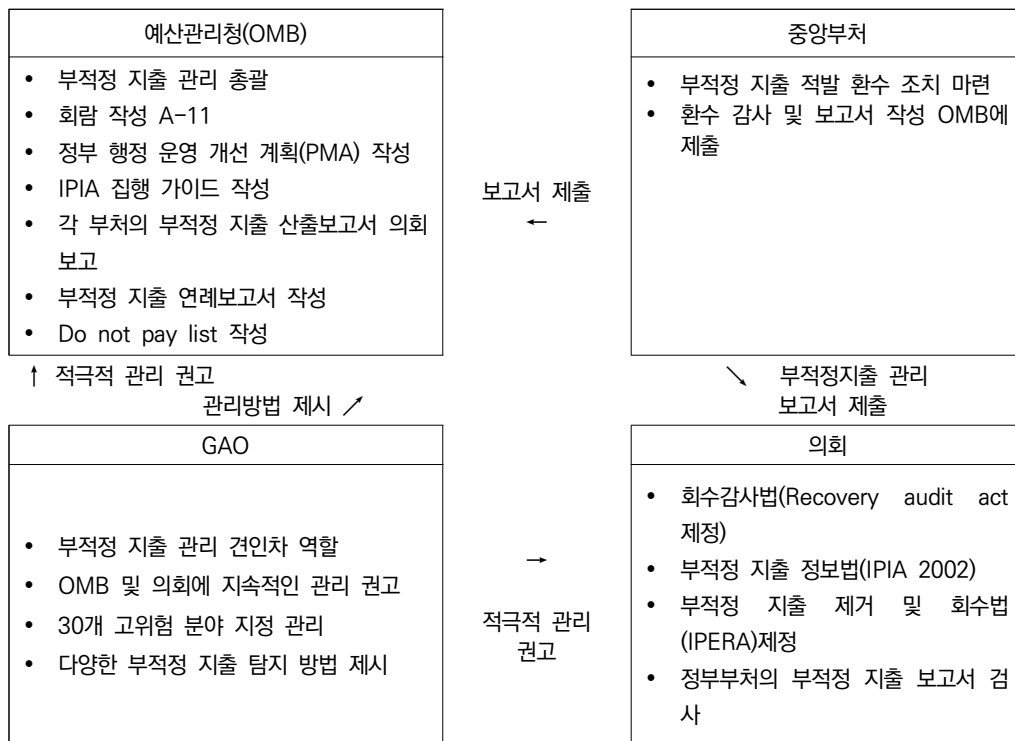 예산관리청(OMB)
• 부적정 지출 관리 총괄
• 회람 작성 A-11
• 정부 행정 운영 개선 계획(PMA) 작성
• IPIA 집행 가이드 작성
• 각 부처의 부적정 지출 산출보고서 의회
보고
• 부적정 지출 연례보고서 작성
• Do not pay list 작성
보고서 제출
←
중앙부처
• 부적정 지출 적발 환수 조치 마련
• 환수 감사 및 보고서 작성 OMB에
제출
↑ 적극적 관리 권고
관리방법 제시 ↗
↘ 부적정지출 관리
보고서 제출
GAO
• 부적정 지출 관리 견인차 역할
• OMB 및 의회에 지속적인 관리 권고
• 30개 고위험 분야 지정 관리
• 다양한 부적정 지출 탐지 방법 제시
→
적극적 관리
권고
의회
• 회수감사법(Recovery audit act
제정)
• 부적정 지출 정보법(IPIA 2002)
• 부적정 지출 제거 및 회수법
(IPERA)제정
• 정부부처의 부적정 지출 보고서 검
사